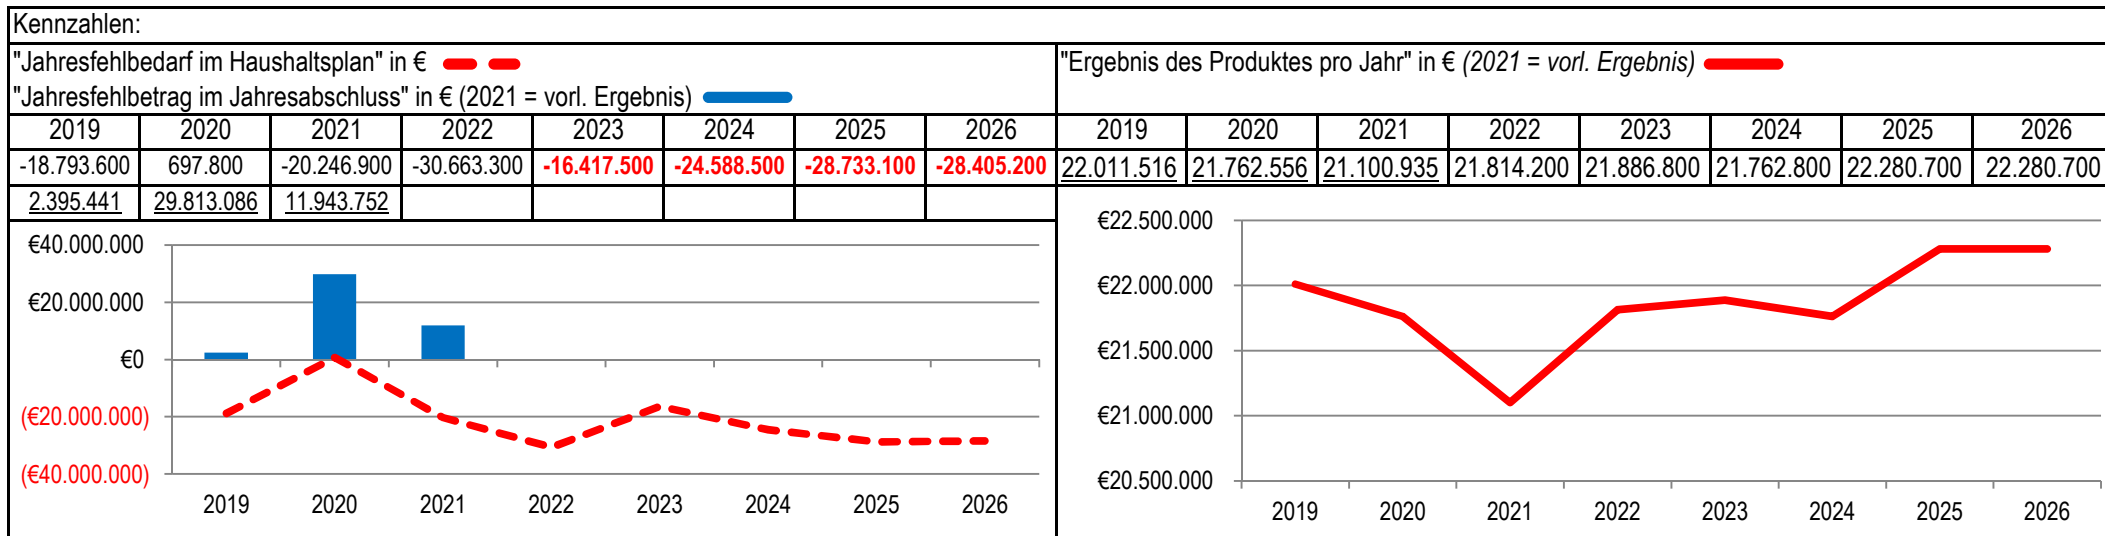 Kennzahlen:
"Jahresfehlbedarf im Haushaltsplan" in €
"Jahresfehlbetrag im Jahresabschluss" in € (2021 = vorl. Ergebnis)
2019 2020 2021 2022 2023 2024 2025 2026
-18.793.600 697.800 -20.246.900 -30.663.300 -16.417.500 -24.588.500 -28.733.100 -28.405.200
2.395.441 29.813.086 11.943.752
€40.000.000
€20.000.000
€0
(€20.000.000)
(€40.000.000)
2019 2020 2021 2022 2023 2024 2025 2026
"Ergebnis des Produktes pro Jahr" in € (2021 = vorl. Ergebnis)
2019 2020 2021 2022 2023 2024 2025 2026
22.011.516 21.762.556 21.100.935 21.814.200 21.886.800 21.762.800 22.280.700 22.280.700
€22.500.000
€22.000.000
€21.500.000
€21.000.000
€20.500.000
2019 2020 2021 2022 2023 2024 2025 2026